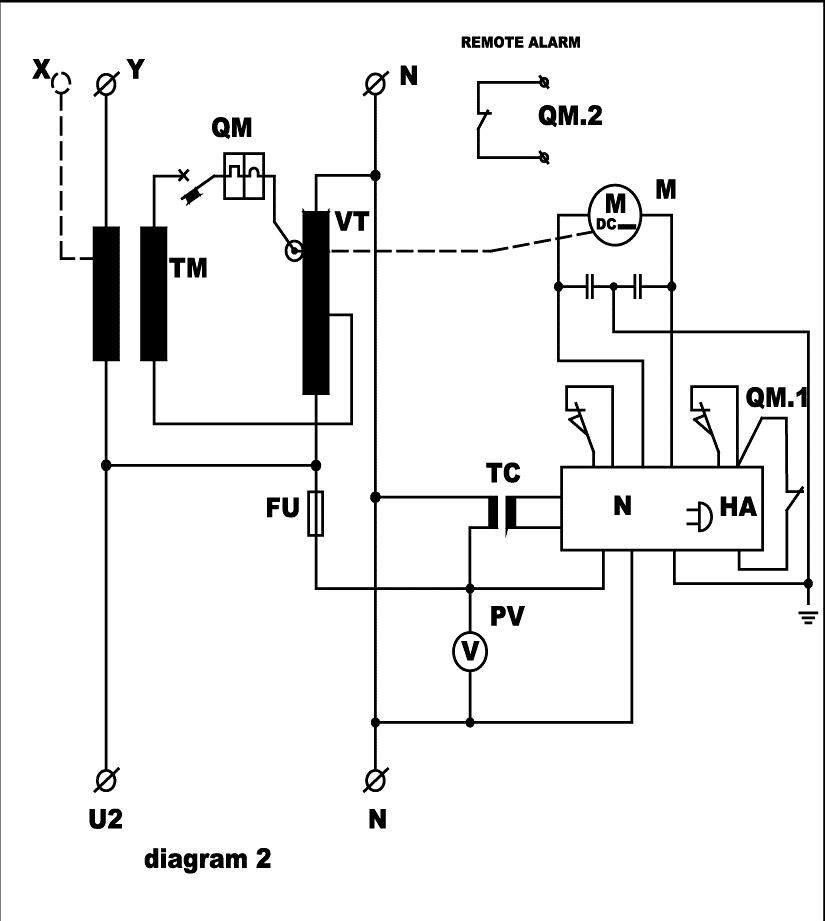 REMOTE ALARM
X Y N
QM
QM.2
M
M
DC
VT
TM
QM.1
TC
FU
N HA
PV
V
U2 N
diagram 2